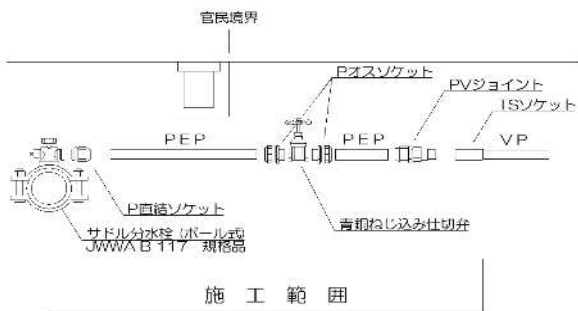 官民境界
Pオスソケット
PVジョイント
TSソケット
PEP
PEP
VP
P直結ソケット
青銅ねじ込み仕切弁
サドル分水栓 (ボール式)
JWWA B 117 規格品
施工範囲